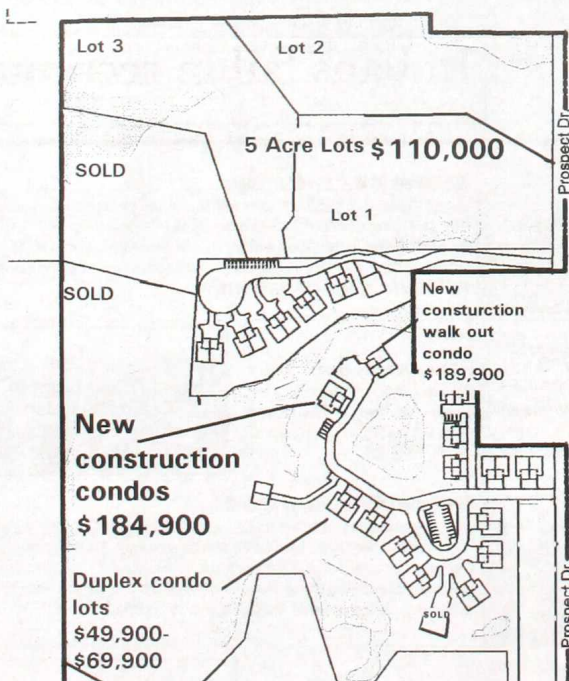 Lot 3
Lot 2
Prospect Dr
5 Acre Lots $110,000
SOLD
Lot 1
SOLD
New
consturction
walk out
condo
$189,900
New
construction
condos
$184,900
Duplex condo
lots
$49,900-
$69,900
SOLD
Prospect Dr